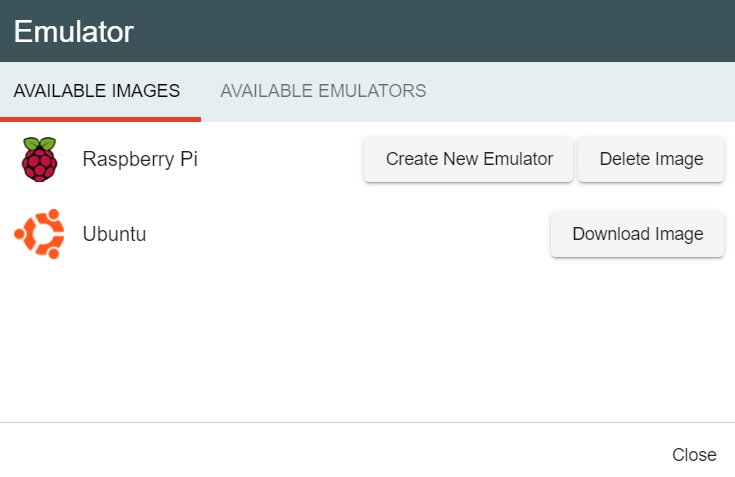 Emulator
AVAILABLE IMAGES AVAILABLE EMULATORS
Raspberry Pi Create New Emulator Delete Image
Ubuntu Download Image
Close